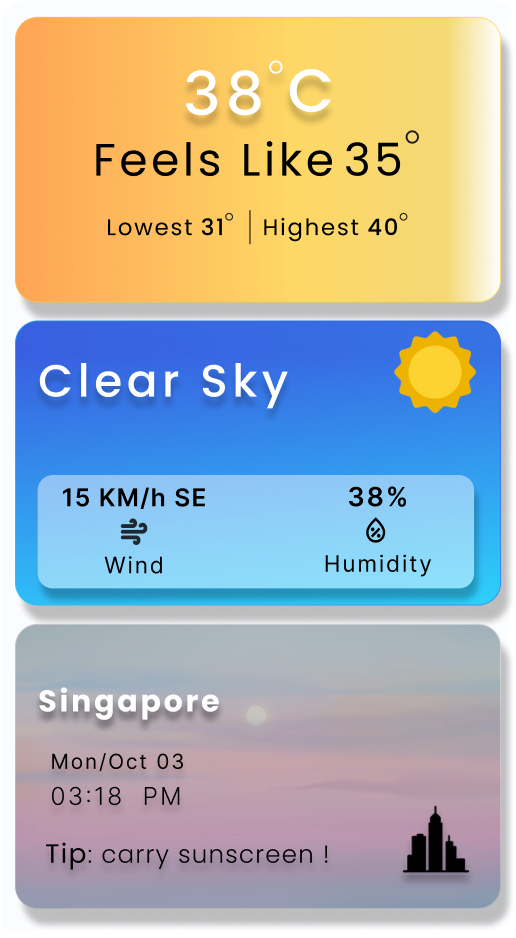 38°C
Feels Like 35°
Lowest 31° | Highest 40°
Clear Sky
15 KM/h SE 38%
Wind Humidity
Singapore
Mon/Oct 03
03:18 PM
Tip: carry sunscreen !